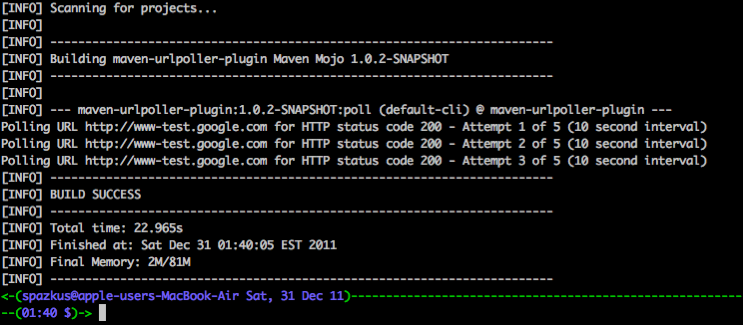 [INFO] Scanning for projects...
[INFO]
[INFO] ------------------------------------------------------------------------
[INFO] Building maven-urlpoller-plugin Maven Mojo 1.0.2-SNAPSHOT
[INFO] ------------------------------------------------------------------------
[INFO]
[INFO] --- maven-urlpoller-plugin:1.0.2-SNAPSHOT:poll (default-cli) @ maven-urlpoller-plugin ---
Polling URL http://www-test.google.com for HTTP status code 200 - Attempt 1 of 5 (10 second interval)
Polling URL http://www-test.google.com for HTTP status code 200 - Attempt 2 of 5 (10 second interval)
Polling URL http://www-test.google.com for HTTP status code 200 - Attempt 3 of 5 (10 second interval)
[INFO] ------------------------------------------------------------------------
[INFO] BUILD SUCCESS
[INFO] ------------------------------------------------------------------------
[INFO] Total time: 22.965s
[INFO] Finished at: Sat Dec 31 01:40:05 EST 2011
[INFO] Final Memory: 2M/81M
[INFO] ------------------------------------------------------------------------
<-(spazkus@apple-users-MacBook-Air Sat, 31 Dec 11)----------------------------------------------------------
--(01:40 $)->